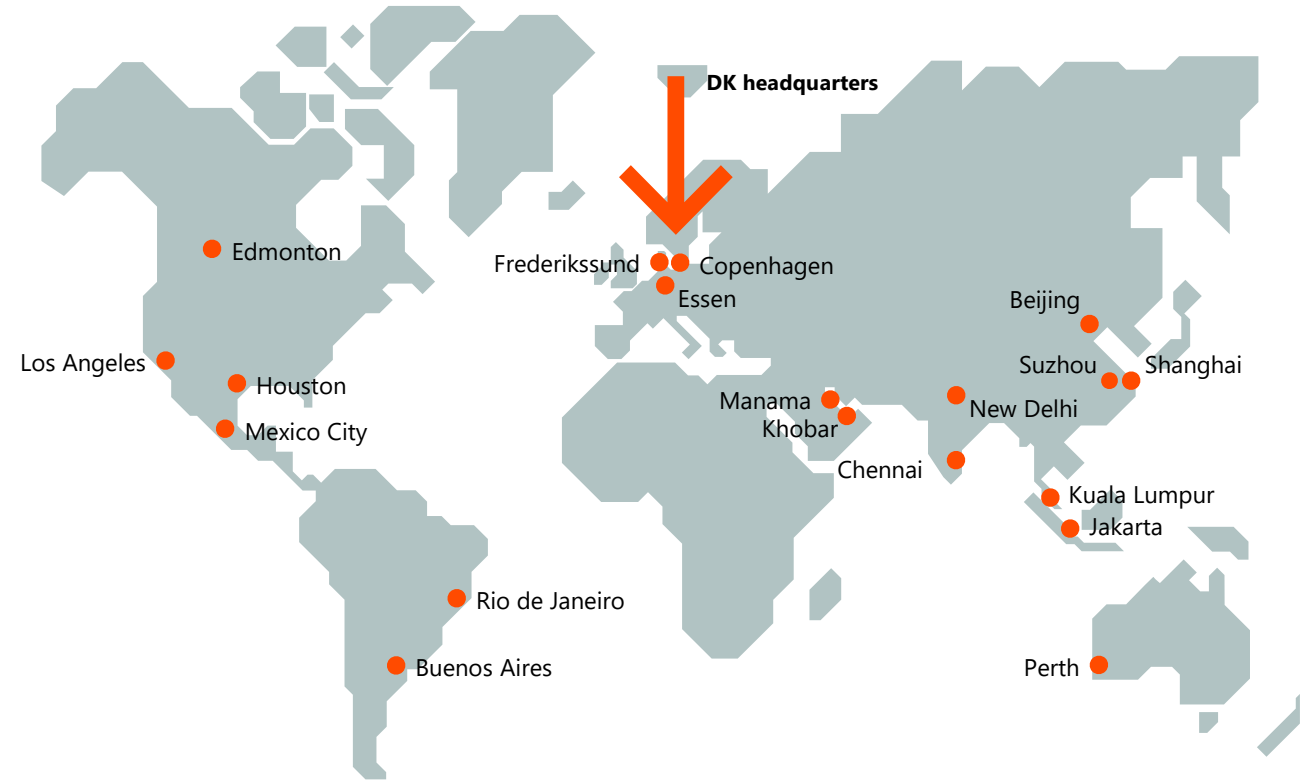 DK headquarters
Edmonton
Frederikssund
Copenhagen
Essen
Beijing
Los Angeles
Suzhou
Shanghai
Houston
Manama
New Delhi
Khobar
Mexico City
Chennai
Kuala Lumpur
Jakarta
Rio de Janeiro
Buenos Aires
Perth